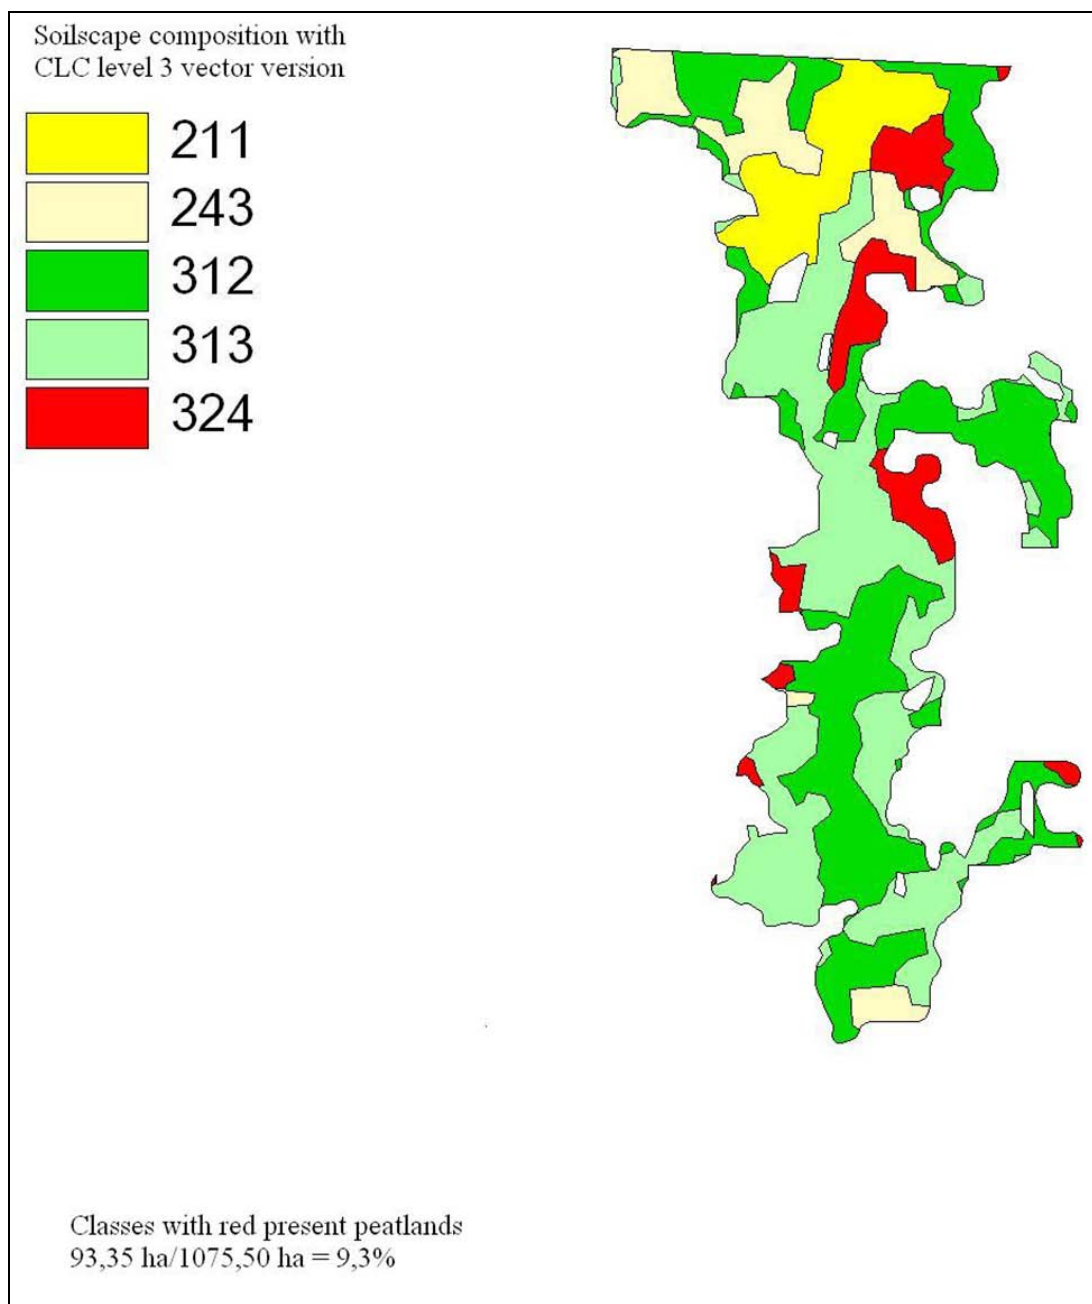 Soilscape composition with
CLC level 3 vector version
211
243
312
313
324
Classes with red present peatlands
93,35 ha/1075,50 ha = 9,3%